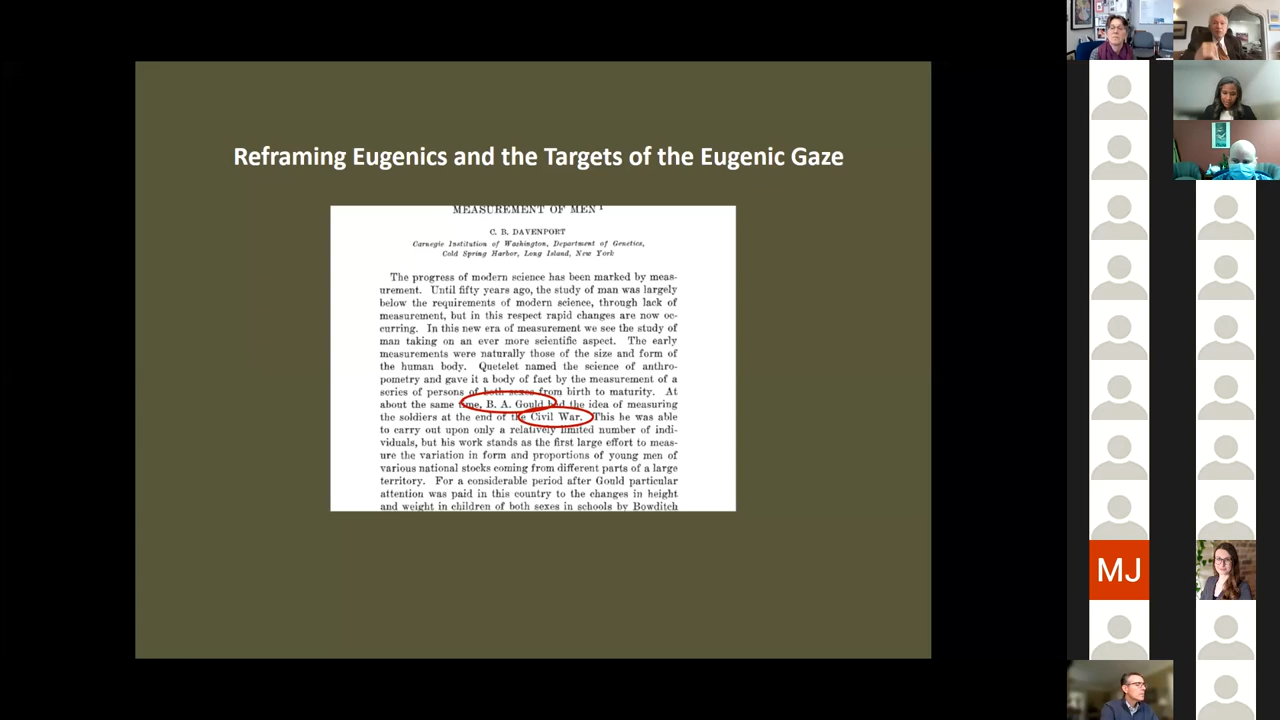 Reframing Eugenics and the Targets of the Eugenic Gaze
MEASUREMENT OF MEN¹
C. B. DAVENPORT
Carnegie Institution of Washington, Department of Genetics,
Cold Spring Harbor, Long Island, New York
The progress of modern science has been marked by meas-
urement. Until fifty years ago, the study of man was largely
below the requirements of modern science, through lack of
measurement, but in this respect rapid changes are now oc-
curring. In this new era of measurement we see the study of
man taking on an ever more scientific aspect. The early
measurements were naturally those of the size and form of
the human body. Quetelet named the science of anthro-
pometry and gave it a body of fact by the measurement of a
series of persons of both sexes from birth to maturity. At
about the same time, B. A. Gould had the idea of measuring
the soldiers at the end of the Civil War. This he was able
to carry out upon only a relatively limited number of indi-
viduals, but his work stands as the first large effort to meas-
ure the variation in form and proportions of young men of
various national stocks coming from different parts of a large
territory. For a considerable period after Gould particular
attention was paid in this country to the changes in height
and weight in children of both sexes in schools by Bowditch
MJ